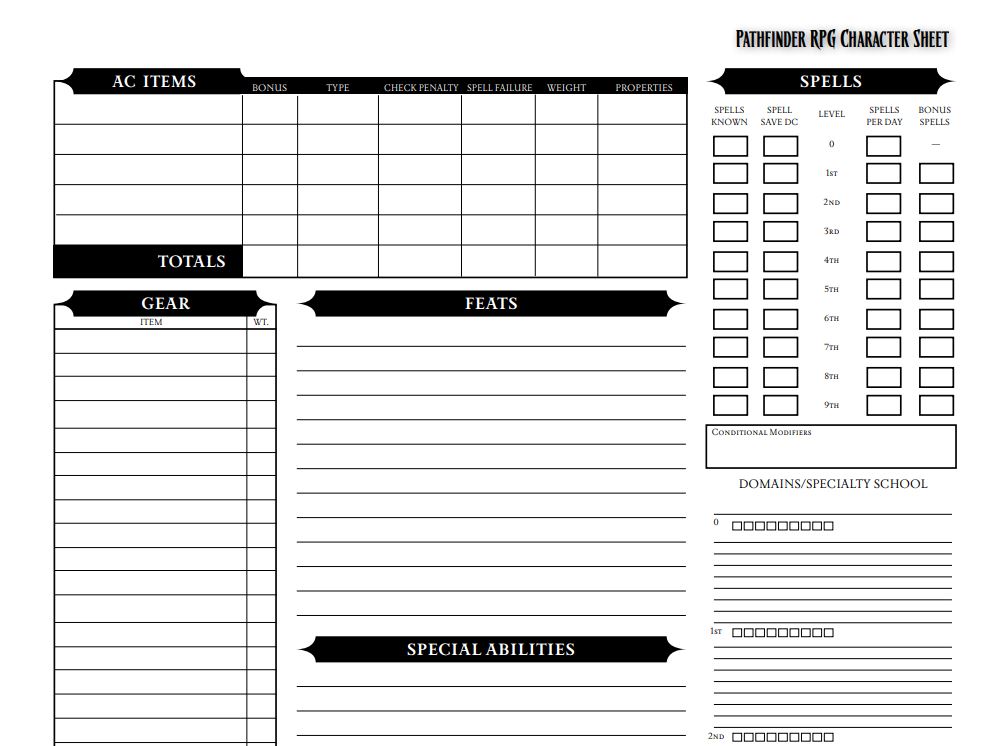 PATHFINDER RPG CHARACTER SHEET
AC ITEMS
BONUS TYPE CHECK PENALTY SPELL FAILURE WEIGHT PROPERTIES
TOTALS
GEAR
ITEM WT.
FEATS
SPECIAL ABILITIES
SPELLS
SPELLS KNOWN
SPELL SAVE DC
LEVEL
SPELLS PER DAY
BONUS SPELLS
0 —
1ST
2ND
3RD
4TH
5TH
6TH
7TH
8TH
9TH
CONDITIONAL MODIFIERS
DOMAINS/SPECIALTY SCHOOL
0
1ST
2ND